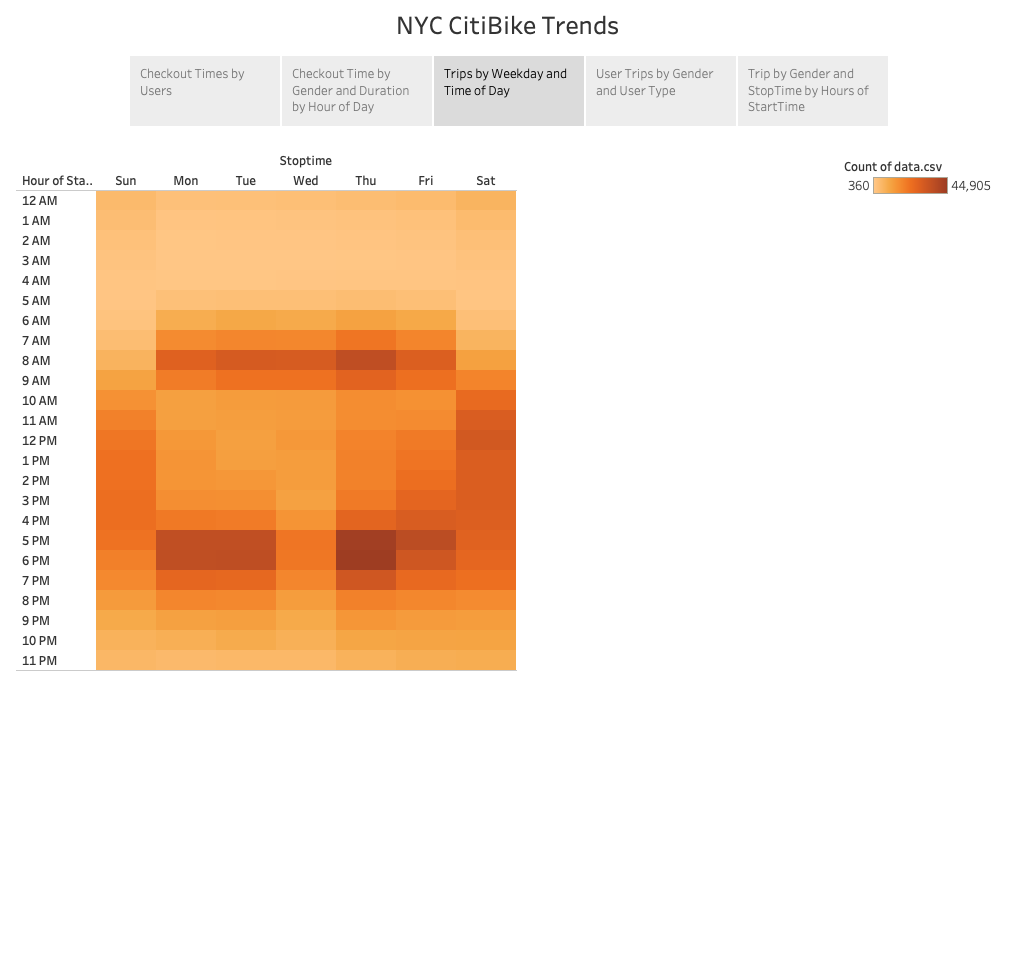 NYC CitiBike Trends
Checkout Times by
Users
Checkout Time by
Gender and Duration
by Hour of Day
Trips by Weekday and
Time of Day
User Trips by Gender
and User Type
Trip by Gender and
StopTime by Hours of
StartTime
Stoptime
Hour of Sta.. Sun Mon Tue Wed Thu Fri Sat
12 AM
1 AM
2 AM
3 AM
4 AM
5 AM
6 AM
7 AM
8 AM
9 AM
10 AM
11 AM
12 PM
1 PM
2 PM
3 PM
4 PM
5 PM
6 PM
7 PM
8 PM
9 PM
10 PM
11 PM
Count of data.csv
360 44,905